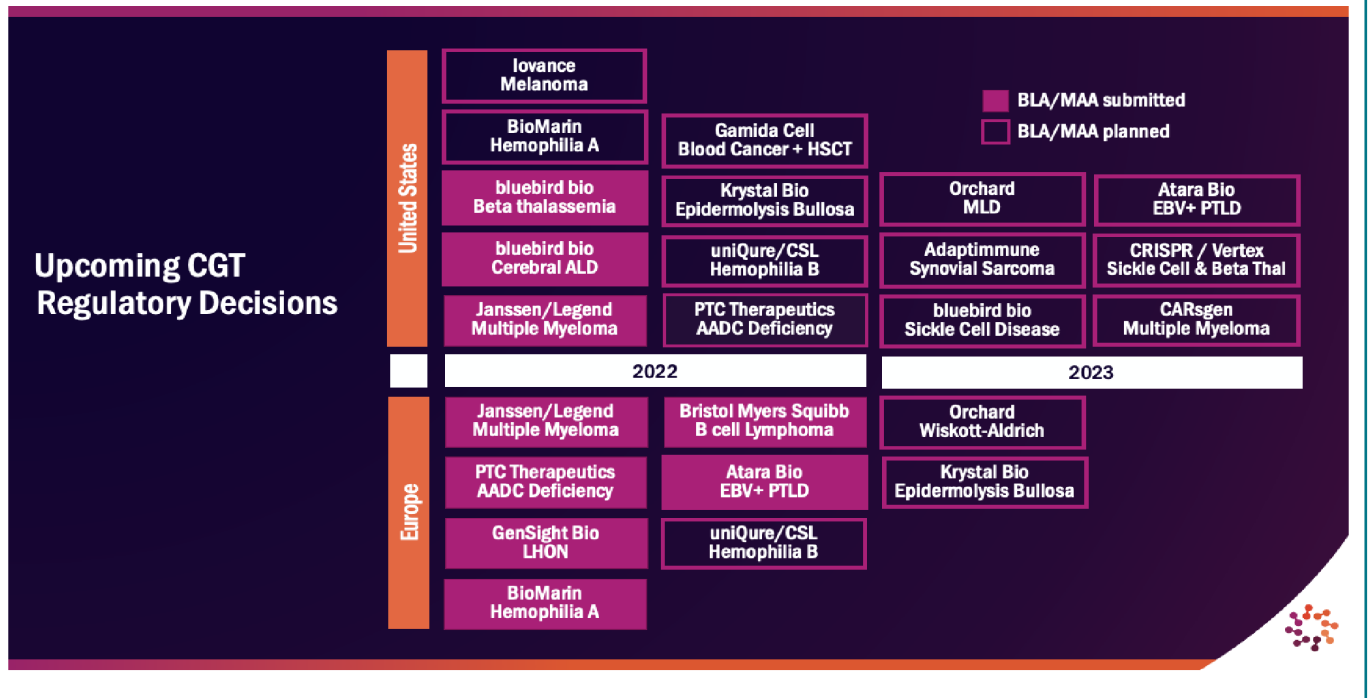 Upcoming CGT
Regulatory Decisions
United States
Iovance
Melanoma
BioMarin
Hemophilia A
bluebird bio
Beta thalassemia
bluebird bio
Cerebral ALD
Janssen/Legend
Multiple Myeloma
Gamida Cell
Blood Cancer + HSCT
Krystal Bio
Epidermolysis Bullosa
uniQure/CSL
Hemophilia B
PTC Therapeutics
AADC Deficiency
BLA/MAA submitted
BLA/MAA planned
Orchard
MLD
Adaptimmune
Synovial Sarcoma
bluebird bio
Sickle Cell Disease
Atara Bio
EBV+ PTLD
CRISPR / Vertex
Sickle Cell & Beta Thal
CARsgen
Multiple Myeloma
2022
2023
Europe
Janssen/Legend
Multiple Myeloma
PTC Therapeutics
AADC Deficiency
GenSight Bio
LHON
BioMarin
Hemophilia A
Bristol Myers Squibb
B cell Lymphoma
Atara Bio
EBV+ PTLD
uniQure/CSL
Hemophilia B
Orchard
Wiskott-Aldrich
Krystal Bio
Epidermolysis Bullosa